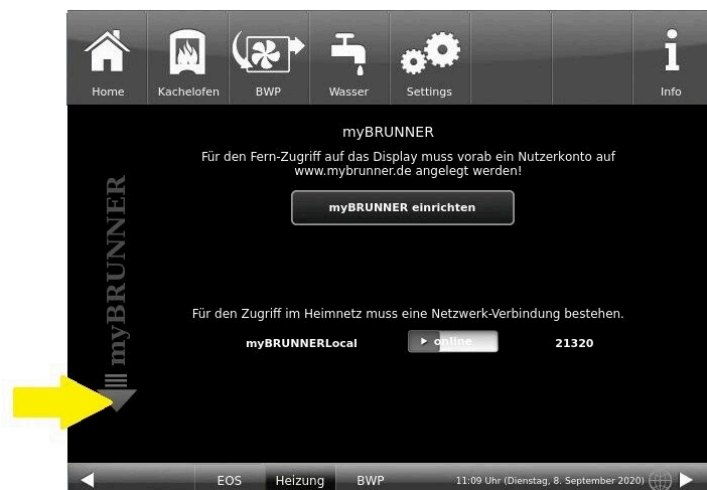 Home
Kachelofen
BWP
Wasser
Settings
Info
myBRUNNER
Für den Fern-Zugriff auf das Display muss vorab ein Nutzerkonto auf
www.mybrunner.de angelegt werden!
myBRUNNER einrichten
myBRUNNER
Für den Zugriff im Heimnetz muss eine Netzwerk-Verbindung bestehen.
myBRUNNERLocal online 21320
EOS Heizung BWP 11:09 Uhr (Dienstag, 8. September 2020)